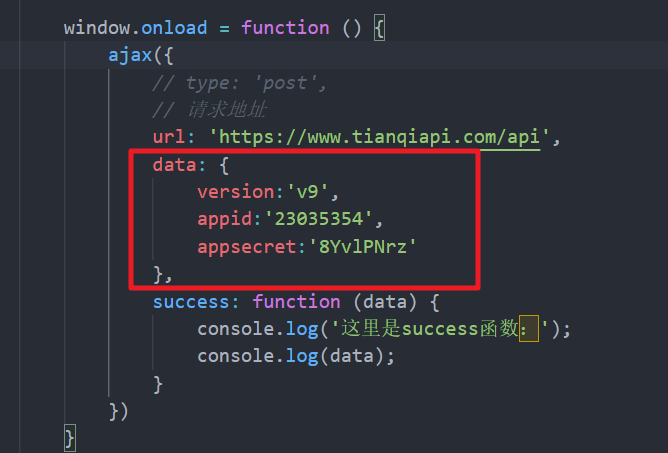 window.onload = function () {
ajax({
// type: 'post',
// 请求地址
url: 'https://www.tianqiapi.com/api',
data: {
version:'v9',
appid:'23035354',
appsecret:'8YvlPNrz'
},
success: function (data) {
console.log('这里是success函数：');
console.log(data);
}
})
}